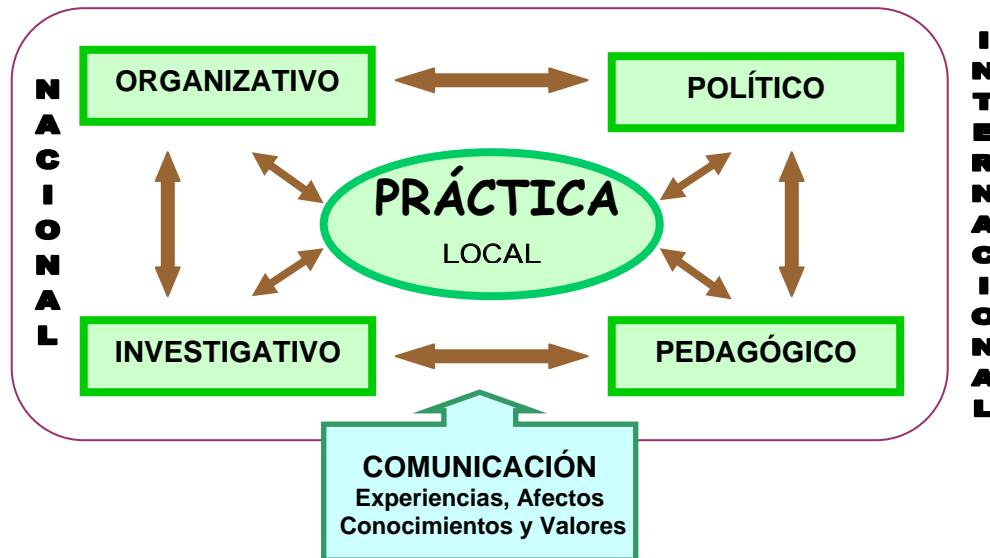 NACIONAL
ORGANIZATIVO
POLÍTICO
PRÁCTICA
LOCAL
INVESTIGATIVO
PEDAGÓGICO
COMUNICACIÓN
Experiencias, Afectos
Conocimientos y Valores
INTERNACIONAL